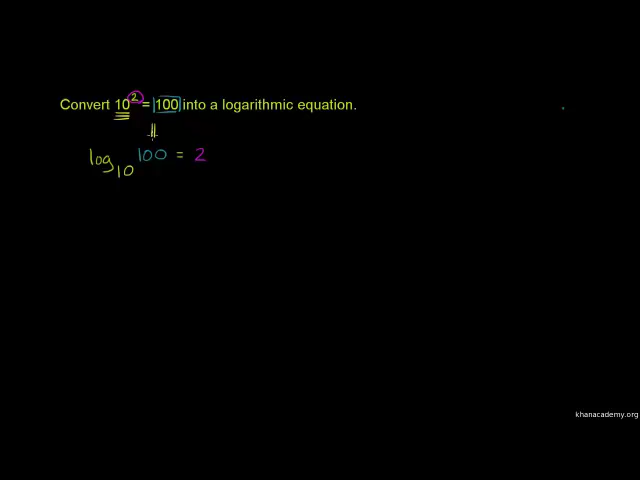 Convert 10² = 100 into a logarithmic equation.
log₁₀ 100 = 2
khanacademy.org